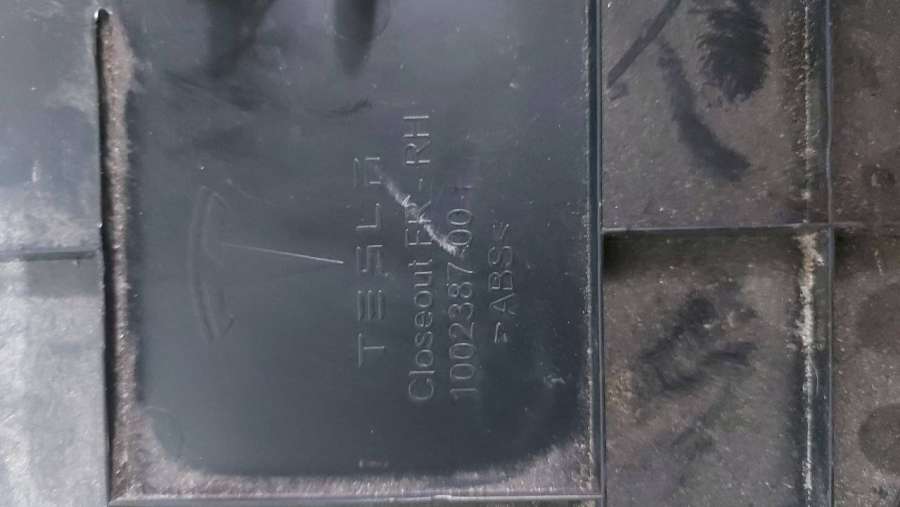 TESLA
Closeout FR - RH
1002387-00-
>ABS<